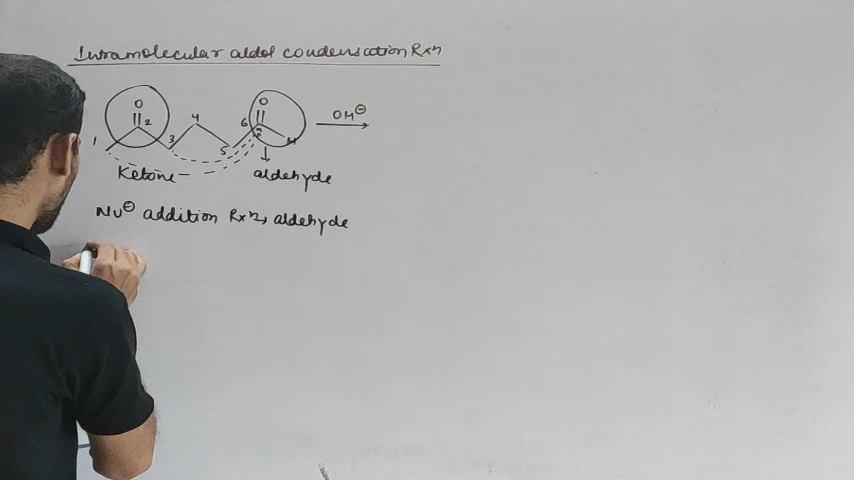 Intramolecular aldol condensation Rxn
O O
1 2 3 4 5 6 H OH⊖
Ketone- aldehyde
Nu⊖ addition Rxn, aldehyde